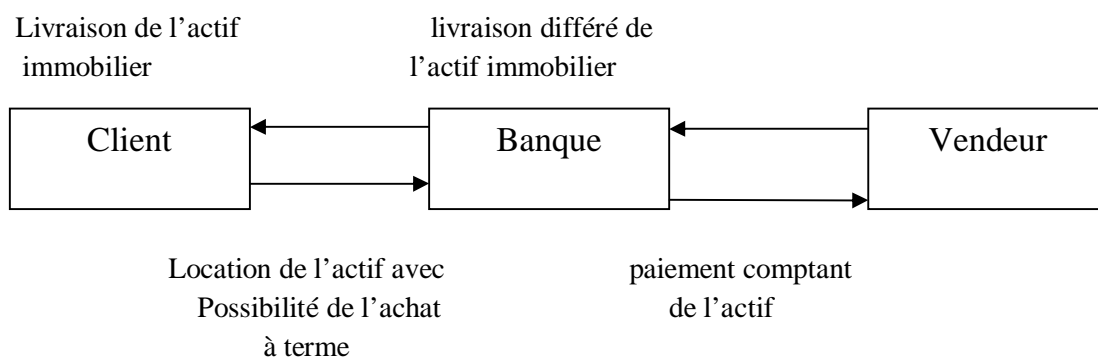 Livraison de l’actif
immobilier
livraison différé de
l’actif immobilier
Client
Banque
Vendeur
Location de l’actif avec
Possibilité de l’achat
à terme
paiement comptant
de l’actif